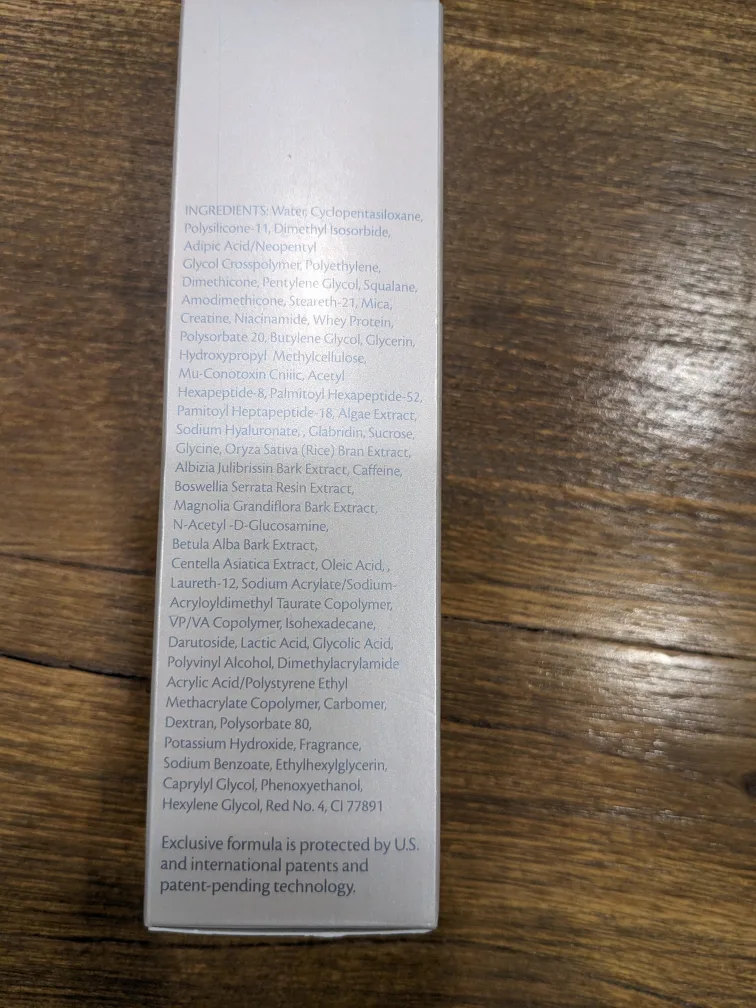 INGREDIENTS: Water, Cyclopentasiloxane,
Polysilicone-11, Dimethyl Isosorbide,
Adipic Acid/Neopentyl
Glycol Crosspolymer, Polyethylene,
Dimethicone, Pentylene Glycol, Squalane,
Amodimethicone, Steareth-21, Mica,
Creatine, Niacinamide, Whey Protein,
Polysorbate 20, Butylene Glycol, Glycerin,
Hydroxypropyl Methylcellulose,
Mu-Conotoxin Cniiic, Acetyl
Hexapeptide-8, Palmitoyl Hexapeptide-52,
Pamitoyl Heptapeptide-18, Algae Extract,
Sodium Hyaluronate, , Glabridin, Sucrose,
Glycine, Oryza Sativa (Rice) Bran Extract,
Albizia Julibrissin Bark Extract, Caffeine,
Boswellia Serrata Resin Extract,
Magnolia Grandiflora Bark Extract,
N-Acetyl -D-Glucosamine,
Betula Alba Bark Extract,
Centella Asiatica Extract, Oleic Acid, ,
Laureth-12, Sodium Acrylate/Sodium-
Acryloyldimethyl Taurate Copolymer,
VP/VA Copolymer, Isohexadecane,
Darutoside, Lactic Acid, Glycolic Acid,
Polyvinyl Alcohol, Dimethylacrylamide
Acrylic Acid/Polystyrene Ethyl
Methacrylate Copolymer, Carbomer,
Dextran, Polysorbate 80,
Potassium Hydroxide, Fragrance,
Sodium Benzoate, Ethylhexylglycerin,
Caprylyl Glycol, Phenoxyethanol,
Hexylene Glycol, Red No. 4, CI 77891
Exclusive formula is protected by U.S.
and international patents and
patent-pending technology.